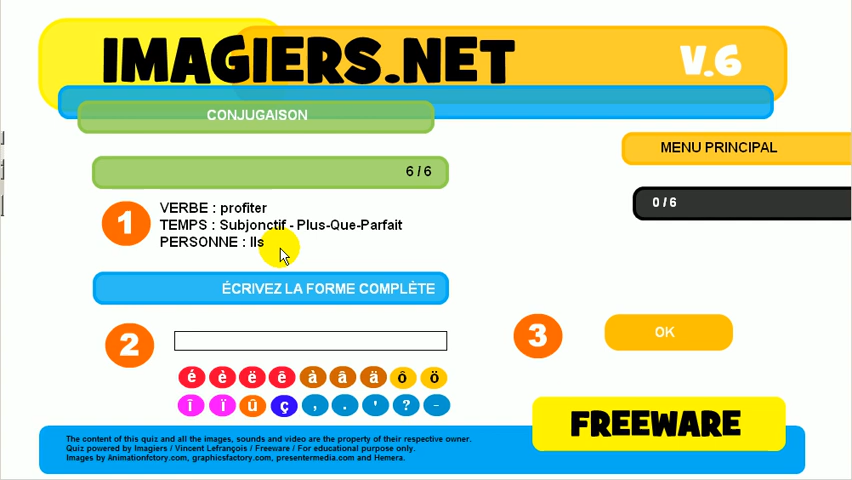 IMAGIERS.NET
V.6
CONJUGAISON
MENU PRINCIPAL
6 / 6
0 / 6
1
VERBE : profiter
TEMPS : Subjonctif - Plus-Que-Parfait
PERSONNE : Ils
ÉCRIVEZ LA FORME COMPLÈTE
2
3
OK
é è ë ê à â ä ô ö
î ï û ç , . ' ? -
FREEWARE
The content of this quiz and all the images, sounds and video are the property of their respective owner.
Quiz powered by Imagiers / Vincent Lefrançois / Freeware / For educational purpose only.
Images by Animationfctory.com, graphicsfactory.com, presentermedia.com and Hemera.